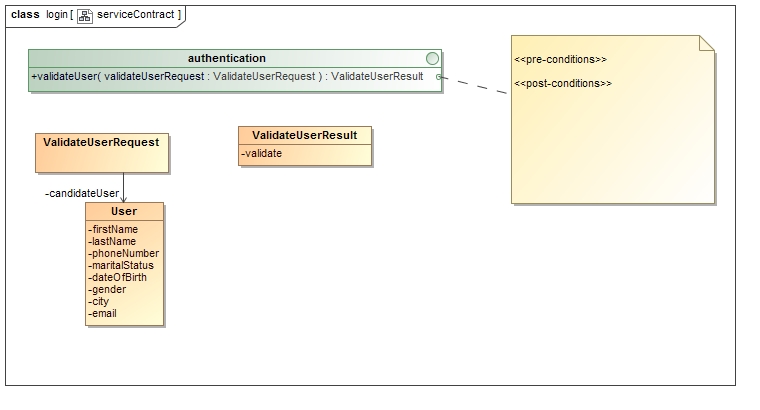 class login [ serviceContract ]
authentication
+validateUser( validateUserRequest : ValidateUserRequest ) : ValidateUserResult
<<pre-conditions>>
<<post-conditions>>
ValidateUserRequest
ValidateUserResult
-validate
-candidateUser
User
-firstName
-lastName
-phoneNumber
-maritalStatus
-dateOfBirth
-gender
-city
-email